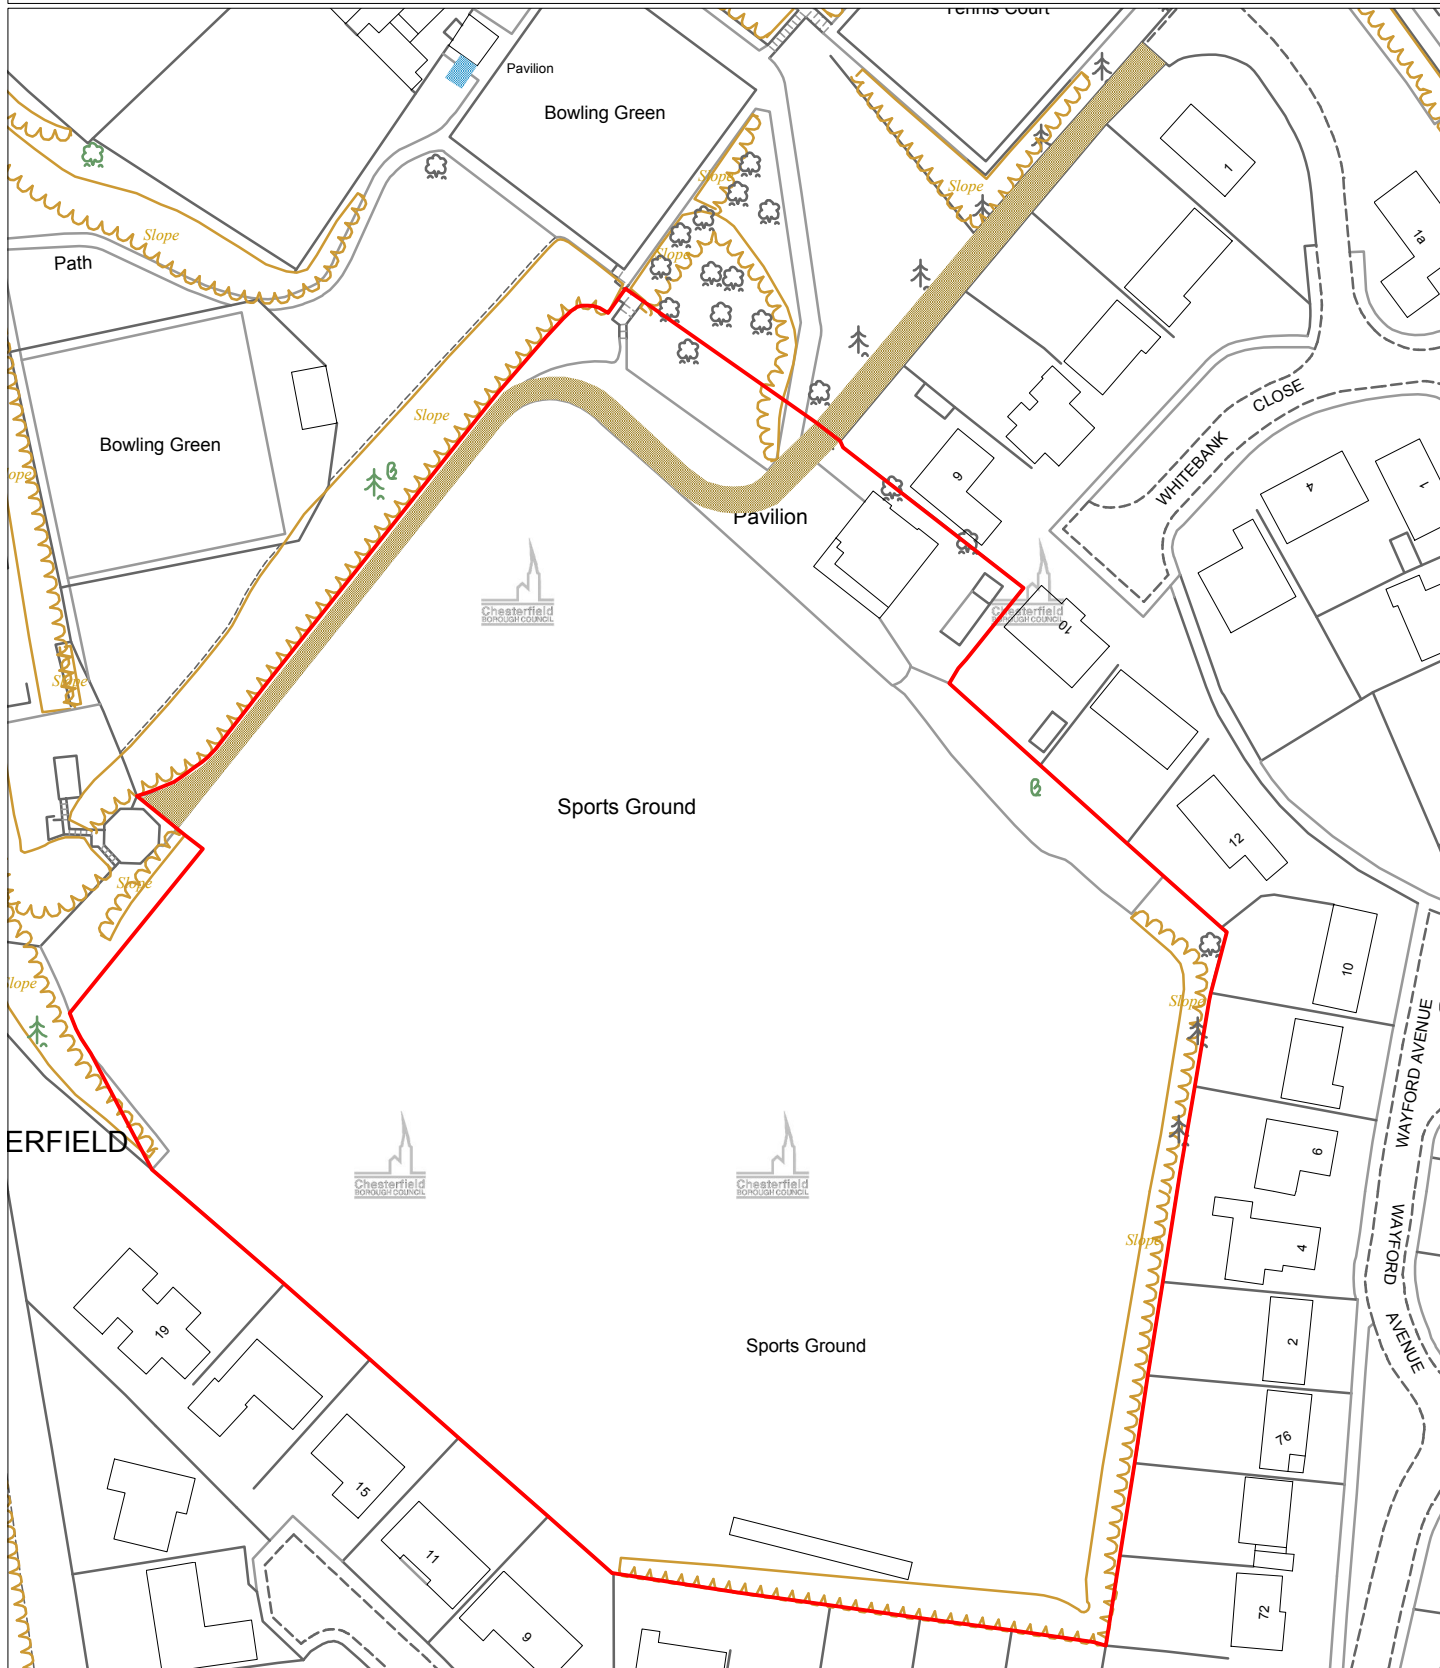 Tennis Court
Pavilion
Bowling Green
1
Slope
Slope
1a
Slope
Path
Slope
CLOSE
Slope
WHITEBANK
Bowling Green
9
4
1
ope
Pavilion
Chesterfield
BOROUGH COUNCIL
Chesterfield
BOROUGH COUNCIL
10
Slope
Sports Ground
12
Slope
10
Slope
Slope
WAYFORD AVENUE
ERFIELD
6
Chesterfield
BOROUGH COUNCIL
Chesterfield
BOROUGH COUNCIL
Slope
4
WAYFORD
AVENUE
19
Sports Ground
2
76
15
11
9
72